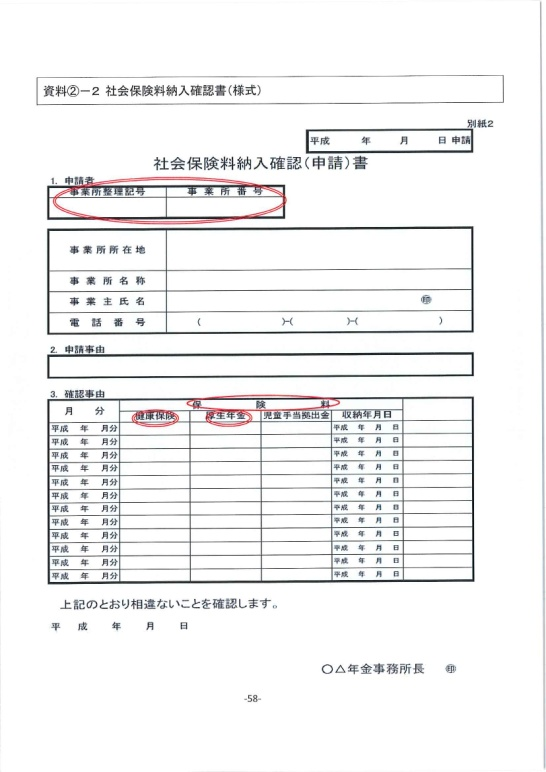 資料②－２ 社会保険料納入確認書(様式)
別紙２
平成　年　月　日 申請
社会保険料納入確認(申請)書
１．申請者
事業所整理記号　事業所番号
事業所所在地
事業所名称
事業主氏名　㊞
電話番号　(　)-(　)-(　)
２．申請事由
３．確認事由
月　分　保　険　料
健康保険　厚生年金　児童手当拠出金　収納年月日
平成　年　月分　平成　年　月　日
平成　年　月分　平成　年　月　日
平成　年　月分　平成　年　月　日
平成　年　月分　平成　年　月　日
平成　年　月分　平成　年　月　日
平成　年　月分　平成　年　月　日
平成　年　月分　平成　年　月　日
平成　年　月分　平成　年　月　日
平成　年　月分　平成　年　月　日
平成　年　月分　平成　年　月　日
平成　年　月分　平成　年　月　日
平成　年　月分　平成　年　月　日
上記のとおり相違ないことを確認します。
平　成　年　月　日
〇△年金事務所長　㊞
-58-